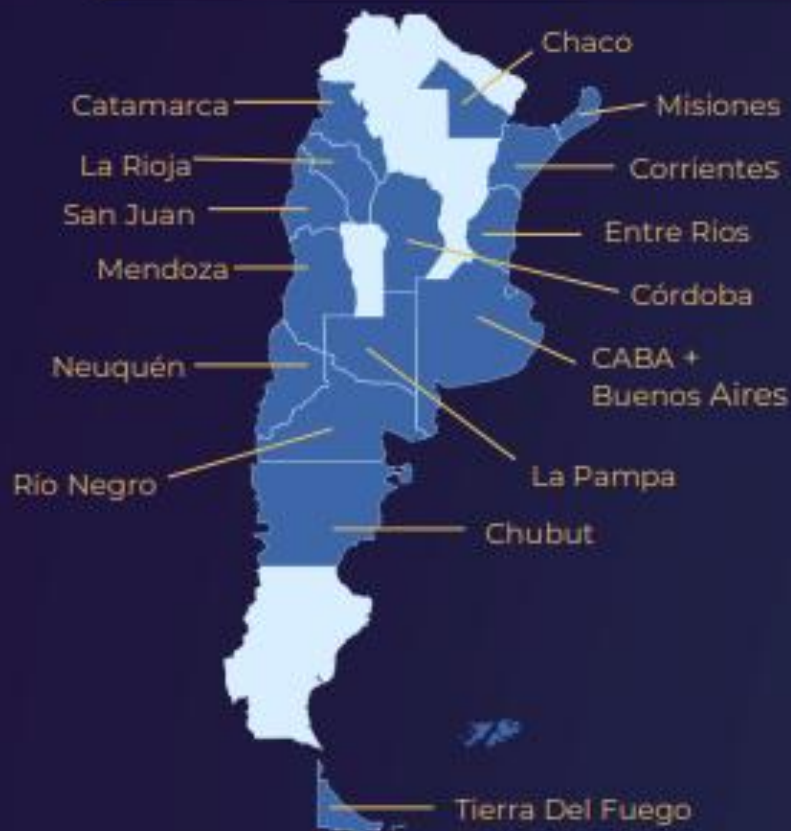 Chaco
Catamarca
Misiones
La Rioja
Corrientes
San Juan
Entre Rios
Mendoza
Córdoba
Neuquén
CABA +
Buenos Aires
La Pampa
Río Negro
Chubut
Tierra Del Fuego